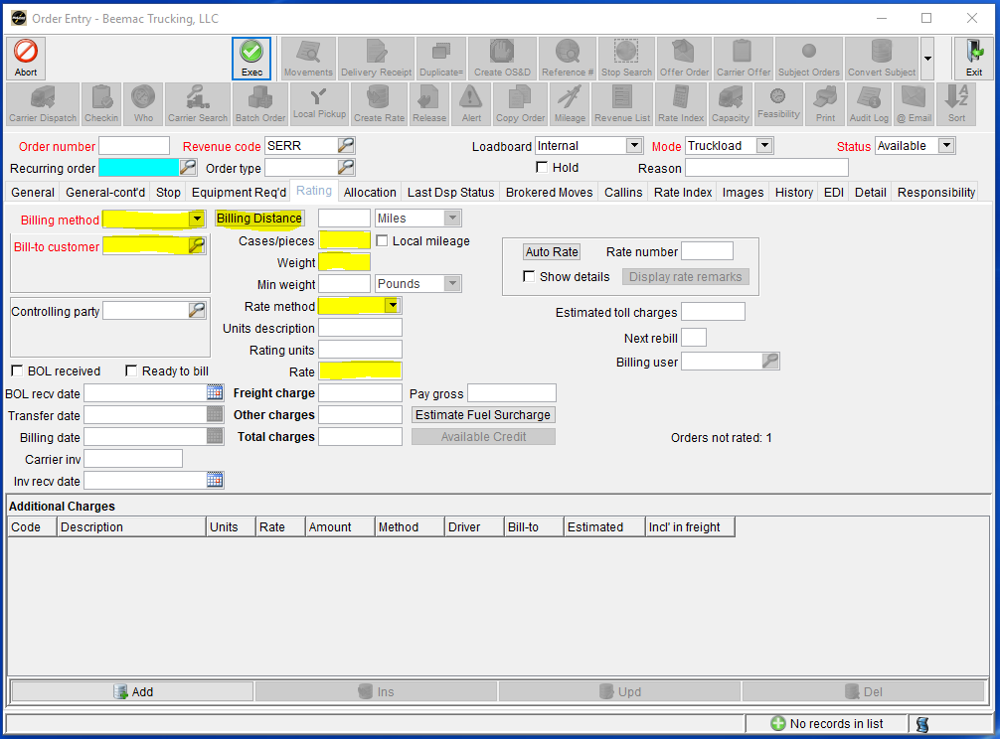 Order Entry - Beemac Trucking, LLC
Abort
Exec
Movements
Delivery Receipt
Duplicate=
Create OS&D
Reference #
Stop Search
Offer Order
Carrier Offer
Subject Orders
Convert Subject
Exit
Carrier Dispatch
Checkin
Who
Carrier Search
Batch Order
Local Pickup
Create Rate
Release
Alert
Copy Order
Mileage
Revenue List
Rate Index
Capacity
Feasibility
Print
Audit Log
@ Email
Sort
Order number
Revenue code SERR
Loadboard Internal
Mode Truckload
Status Available
Recurring order
Order type
Hold
Reason
General
General-cont'd
Stop
Equipment Req'd
Rating
Allocation
Last Dsp Status
Brokered Moves
Callins
Rate Index
Images
History
EDI
Detail
Responsibility
Billing method
Bill-to customer
Controlling party
BOL received
Ready to bill
BOL recv date
Transfer date
Billing date
Carrier inv
Inv recv date
Billing Distance
Miles
Cases/pieces
Local mileage
Weight
Min weight
Pounds
Rate method
Units description
Rating units
Rate
Freight charge
Pay gross
Other charges
Estimate Fuel Surcharge
Total charges
Available Credit
Auto Rate
Rate number
Show details
Display rate remarks
Estimated toll charges
Next rebill
Billing user
Orders not rated: 1
Additional Charges
Code
Description
Units
Rate
Amount
Method
Driver
Bill-to
Estimated
Incl' in freight
Add
Ins
Upd
Del
No records in list